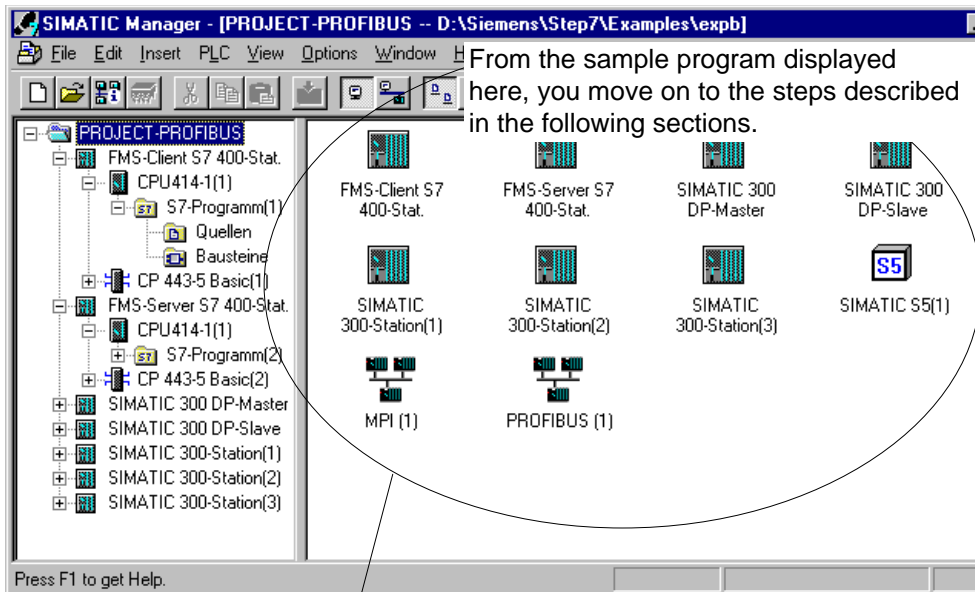 SIMATIC Manager - [PROJECT-PROFIBUS -- D:\Siemens\Step7\Examples\expb]
File Edit Insert PLC View Options Window H
From the sample program displayed
here, you move on to the steps described
in the following sections.
PROJECT-PROFIBUS
FMS-Client S7 400-Stat.
CPU414-1(1)
S7-Programm(1)
Quellen
Bausteine
CP 443-5 Basic(1)
FMS-Server S7 400-Stat.
CPU414-1(1)
S7-Programm(2)
CP 443-5 Basic(2)
SIMATIC 300 DP-Master
SIMATIC 300 DP-Slave
SIMATIC 300-Station(1)
SIMATIC 300-Station(2)
SIMATIC 300-Station(3)
FMS-Client S7
400-Stat.
FMS-Server S7
400-Stat.
SIMATIC 300
DP-Master
SIMATIC 300
DP-Slave
SIMATIC
300-Station(1)
SIMATIC
300-Station(2)
SIMATIC
300-Station(3)
S5
SIMATIC S5(1)
MPI (1)
PROFIBUS (1)
Press F1 to get Help.